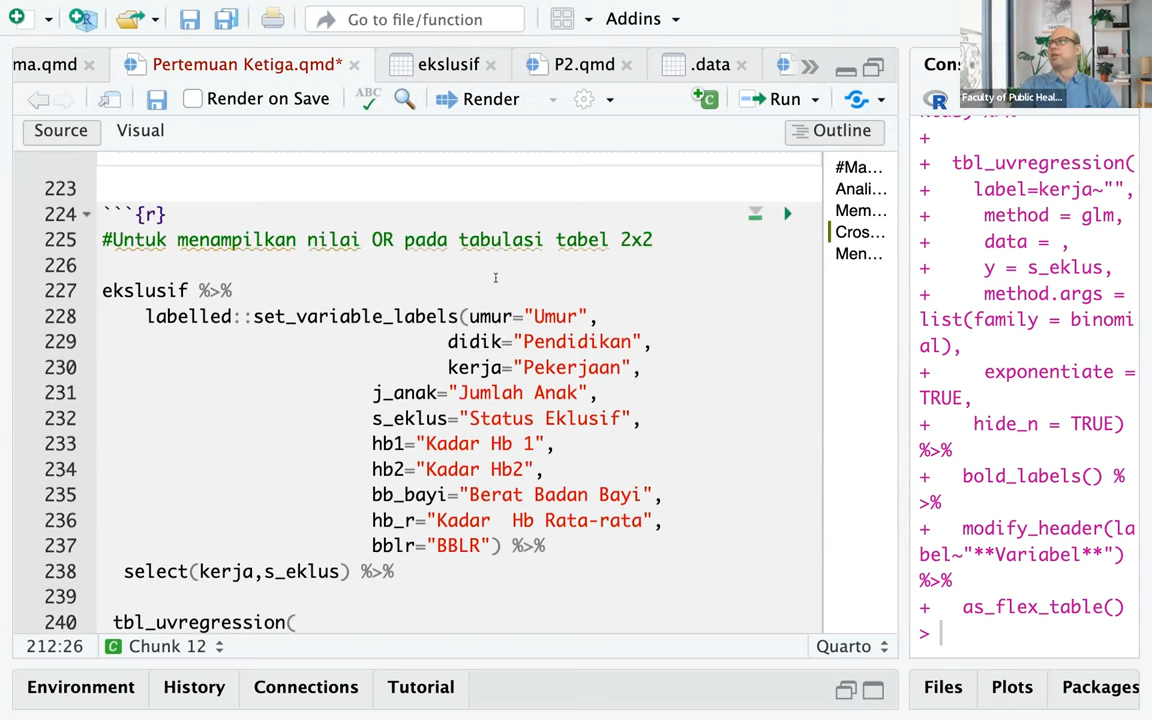 Go to file/function
Addins
ma.qmd
Pertemuan Ketiga.qmd*
ekslusif
P2.qmd
.data
Cons
Faculty of Public Heal...
Render on Save
ABC
Render
Run
R
Source
Visual
Outline
223
224 ```{r}
225 #Untuk menampilkan nilai OR pada tabulasi tabel 2x2
226
227 ekslusif %>%
228 labelled::set_variable_labels(umur="Umur",
229 didik="Pendidikan",
230 kerja="Pekerjaan",
231 j_anak="Jumlah Anak",
232 s_eklus="Status Eklusif",
233 hb1="Kadar Hb 1",
234 hb2="Kadar Hb2",
235 bb_bayi="Berat Badan Bayi",
236 hb_r="Kadar  Hb Rata-rata",
237 bblr="BBLR") %>%
238 select(kerja,s_eklus) %>%
239
240 tbl_uvregression(
#Ma...
Anali...
Mem...
Cros...
Men...
+
+ tbl_uvregression(
+ label=kerja~"",
+ method = glm,
+ data = .,
+ y = s_eklus,
+ method.args =
list(family = binomi
al),
+ exponentiate =
TRUE,
+ hide_n = TRUE)
%>%
+ bold_labels() %
>%
+ modify_header(la
bel~"**Variabel**")
%>%
+ as_flex_table()
>
212:26
C Chunk 12
Quarto
Environment
History
Connections
Tutorial
Files
Plots
Packages